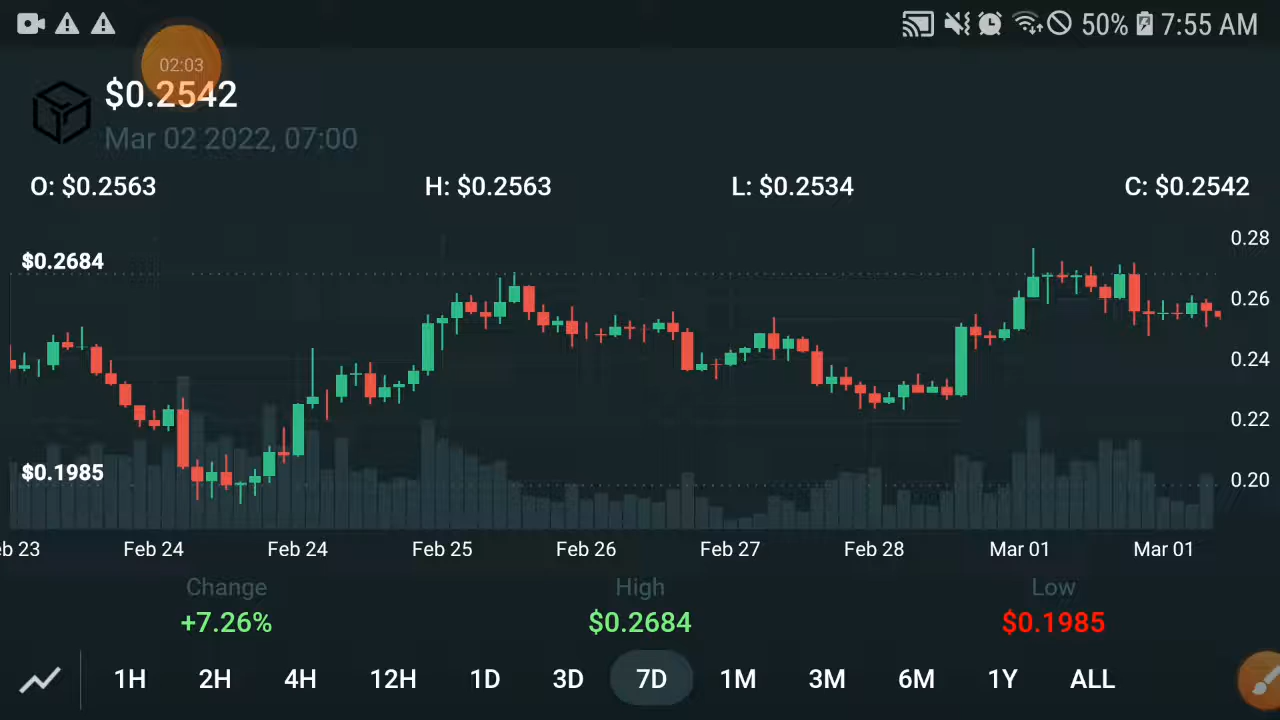 50% 7:55 AM
02:03
$0.2542
Mar 02 2022, 07:00
O: $0.2563 H: $0.2563 L: $0.2534 C: $0.2542
0.28
$0.2684
0.26
0.24
0.22
$0.1985
0.20
eb 23 Feb 24 Feb 24 Feb 25 Feb 26 Feb 27 Feb 28 Mar 01 Mar 01
Change High Low
+7.26% $0.2684 $0.1985
1H 2H 4H 12H 1D 3D 7D 1M 3M 6M 1Y ALL